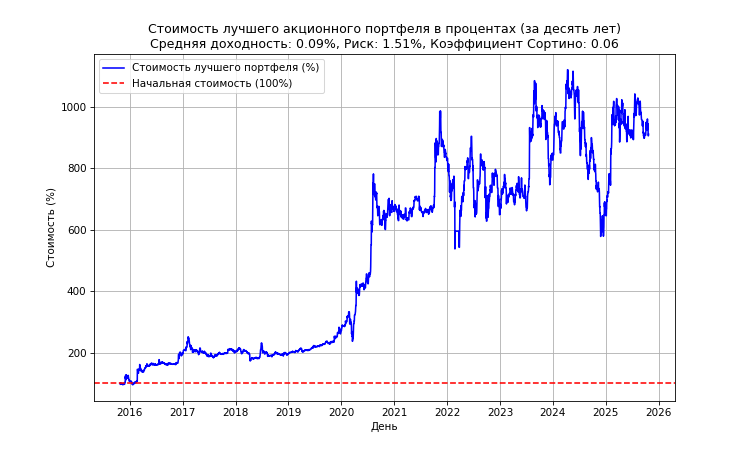 Стоимость лучшего акционного портфеля в процентах (за десять лет)
Средняя доходность: 0.09%, Риск: 1.51%, Коэффициент Сортино: 0.06
Стоимость лучшего портфеля (%)
Начальная стоимость (100%)
Стоимость (%)
1000
800
600
400
200
2016 2017 2018 2019 2020 2021 2022 2023 2024 2025 2026
День